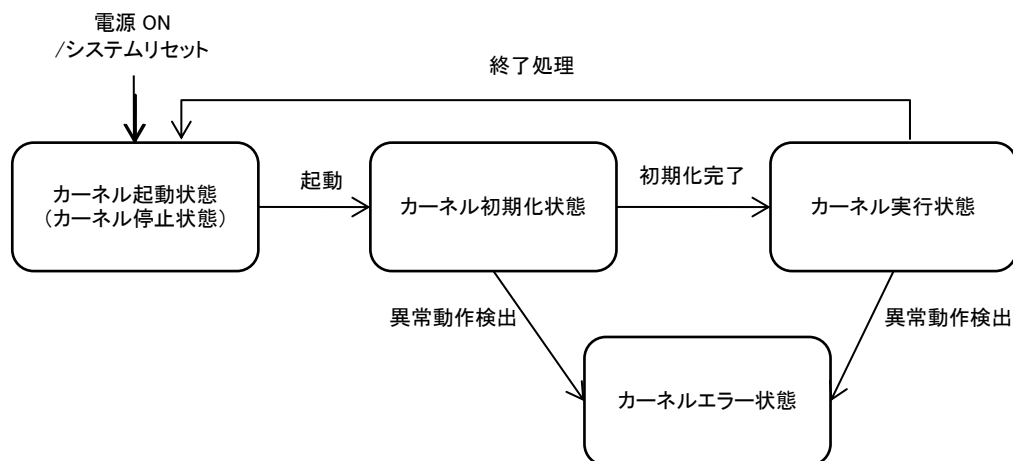 電源 ON
/システムリセット
終了処理
カーネル起動状態
（カーネル停止状態）
起動
カーネル初期化状態
初期化完了
カーネル実行状態
異常動作検出
異常動作検出
カーネルエラー状態